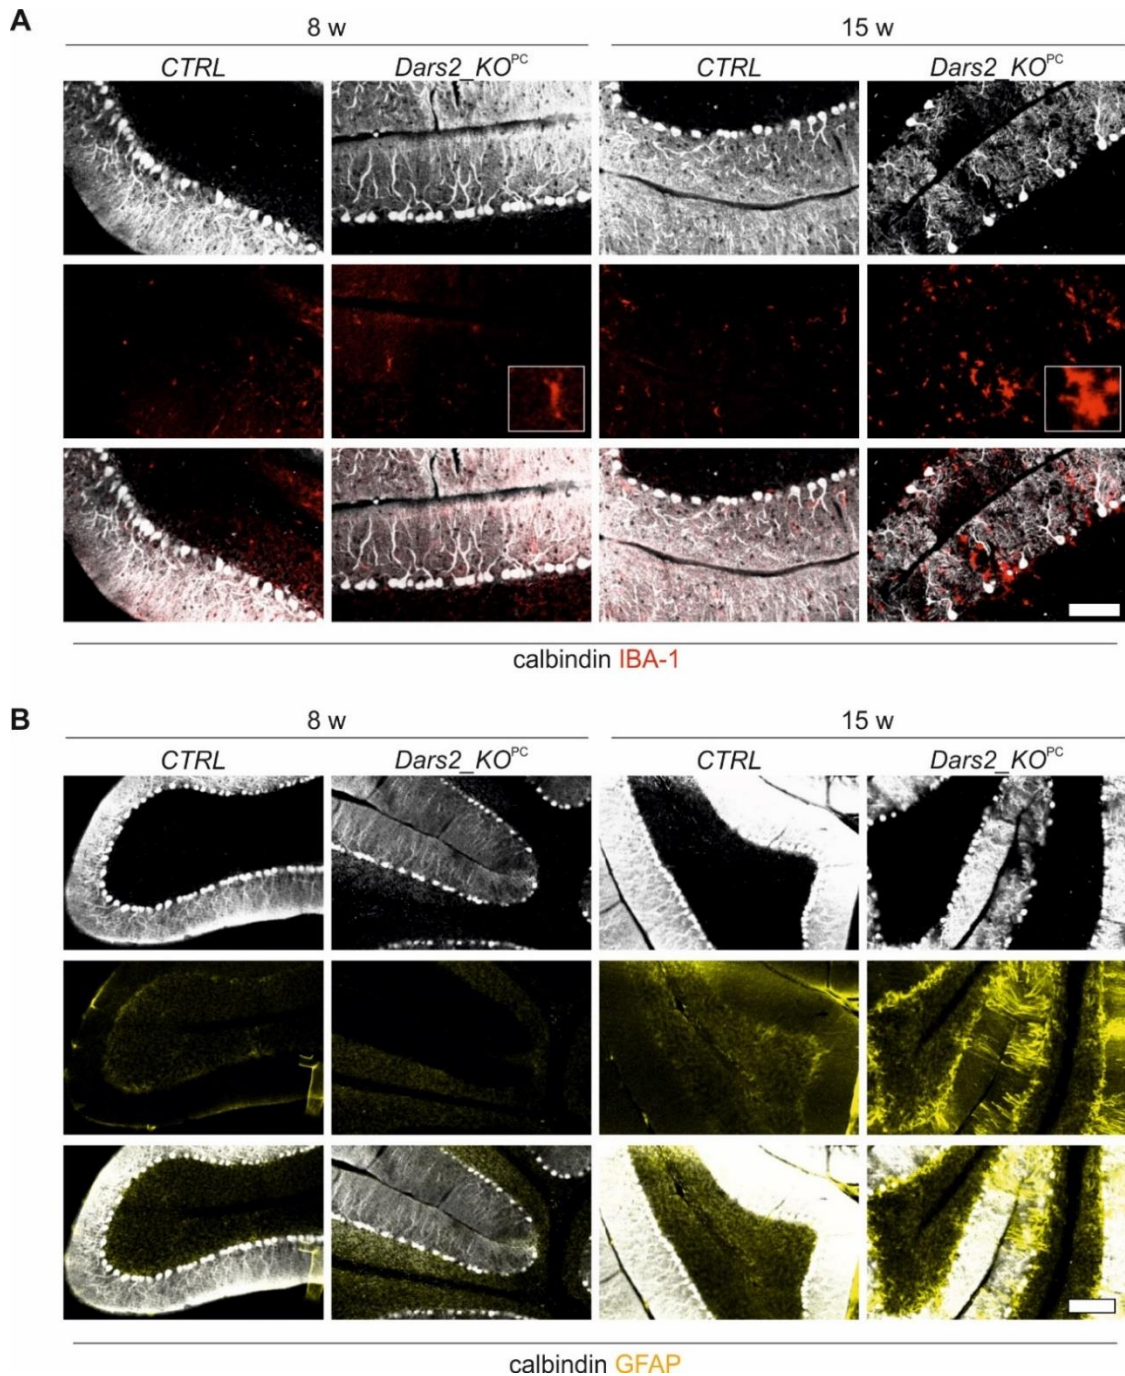 A
8 w 15 w
CTRL Dars2_KO^PC CTRL Dars2_KO^PC
calbindin IBA-1
B
8 w 15 w
CTRL Dars2_KO^PC CTRL Dars2_KO^PC
calbindin GFAP